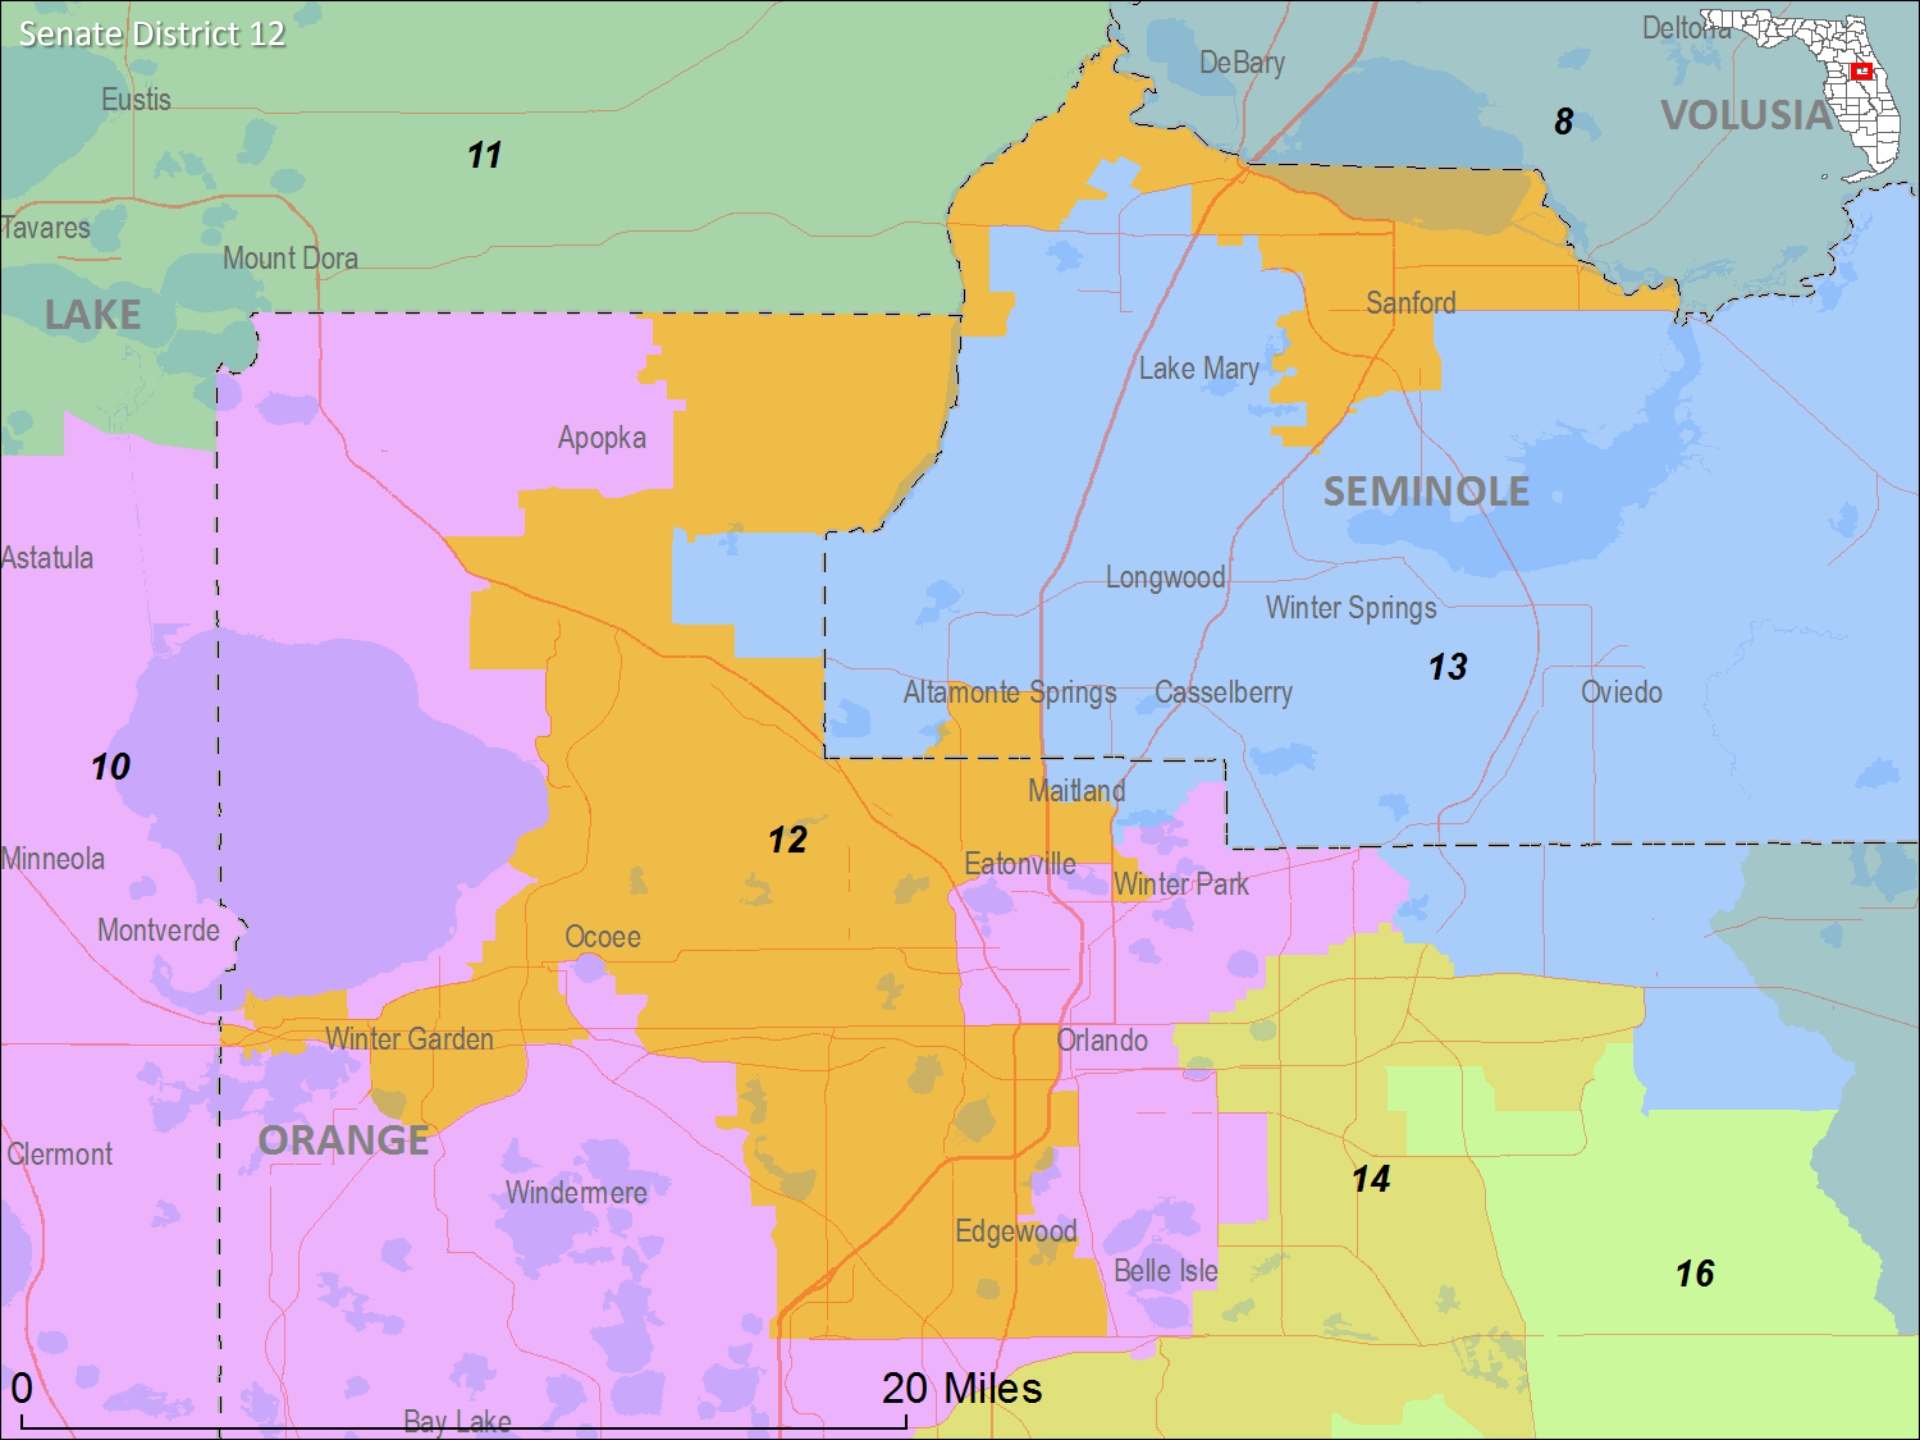 Senate District 12
Deltona
DeBary
Eustis
8
VOLUSIA
11
Tavares
Mount Dora
LAKE
Sanford
Lake Mary
Apopka
SEMINOLE
Astatula
Longwood
Winter Springs
13
Altamonte Springs
Casselberry
Oviedo
10
Maitland
12
Minneola
Eatonville
Winter Park
Montverde
Ocoee
Winter Garden
Orlando
ORANGE
Clermont
14
Windermere
Edgewood
Belle Isle
16
0
20 Miles
Bay Lake